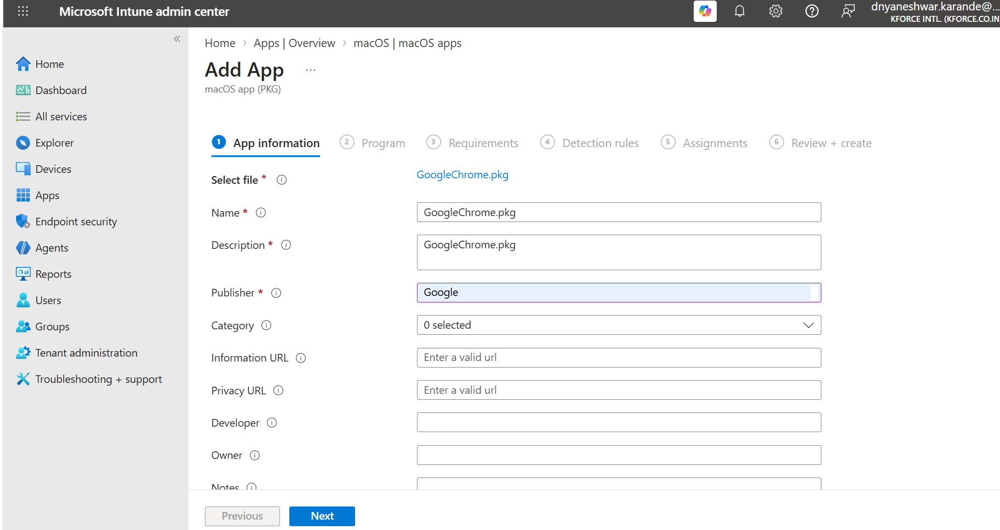 Microsoft Intune admin center
dnyaneshwar.karande@...
KFORCE INTL. (KFORCE.CO.IN
Home
Dashboard
All services
Explorer
Devices
Apps
Endpoint security
Agents
Reports
Users
Groups
Tenant administration
Troubleshooting + support
Home > Apps | Overview > macOS | macOS apps
Add App ...
macOS app (PKG)
1 App information 2 Program 3 Requirements 4 Detection rules 5 Assignments 6 Review + create
Select file * GoogleChrome.pkg
Name * GoogleChrome.pkg
Description * GoogleChrome.pkg
Publisher * Google
Category 0 selected
Information URL Enter a valid url
Privacy URL Enter a valid url
Developer
Owner
Notes
Previous Next